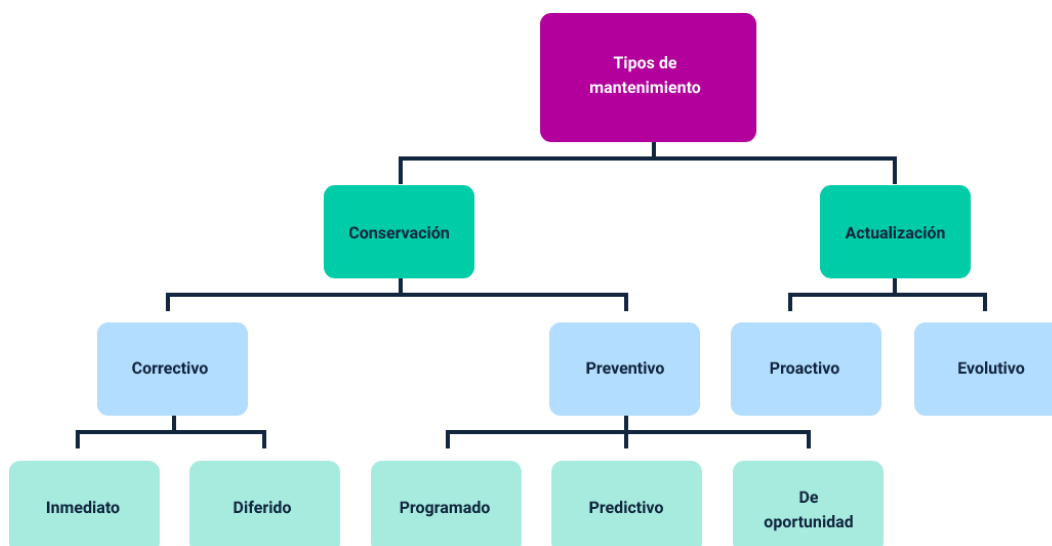 Tipos de
mantenimiento
Conservación
Actualización
Correctivo
Preventivo
Proactivo
Evolutivo
Inmediato
Diferido
Programado
Predictivo
De
oportunidad